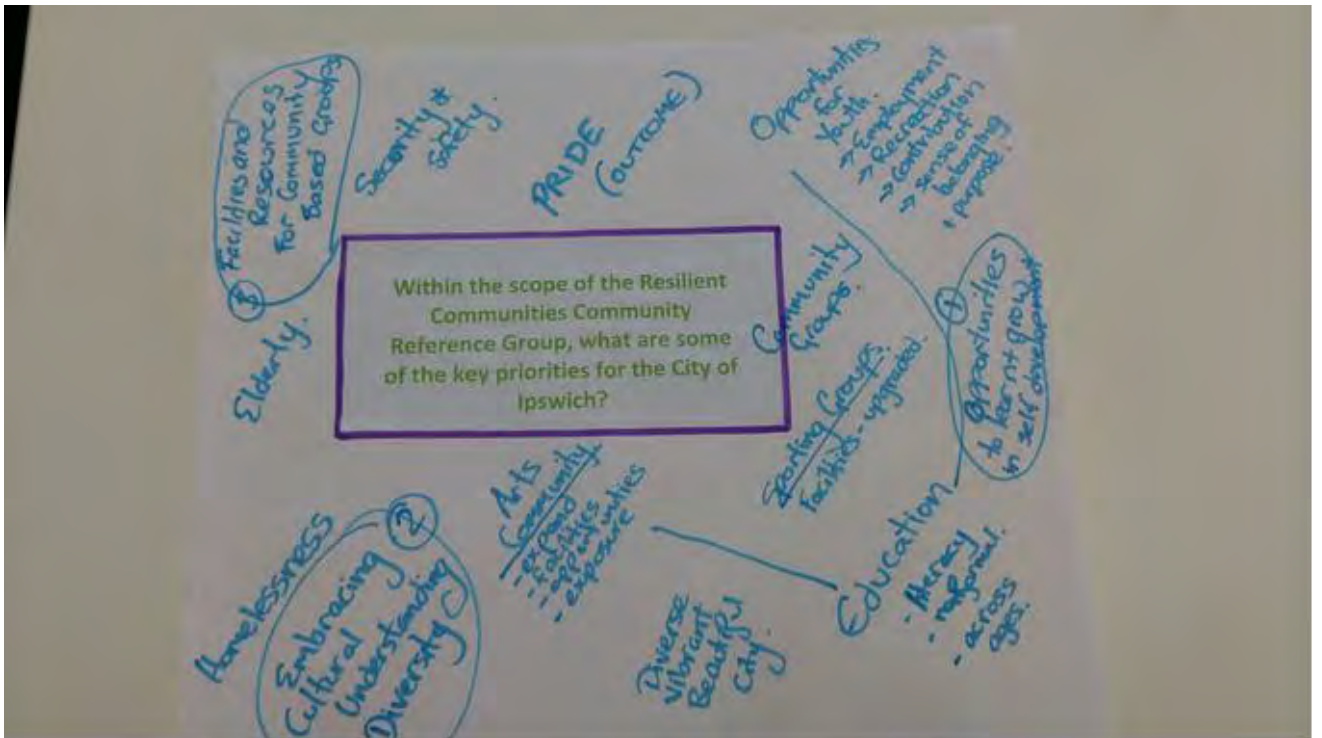 Facilities and
Resources
For Community
Based Groups
3
Security &
Safety.
PRIDE
(OUTCOME)
Opportunities
for
Youth.
→ Employment
→ Recreation
→ Contribution
→ sense of
belonging
+ purpose.
Within the scope of the Resilient
Communities Community
Reference Group, what are some
of the key priorities for the City of
Ipswich?
Community
Groups.
1
Opportunities
to learn + grow
in self development
Elderly.
Sporting Groups.
Facilities - upgraded.
Arts
Community
- expand
facilities
- opportunities
- exposure
Education
- literacy
- across
ages.
Homelessness
2
Embracing
Cultural
Understanding
Diversity
Diverse
Vibrant
Beautiful
City.